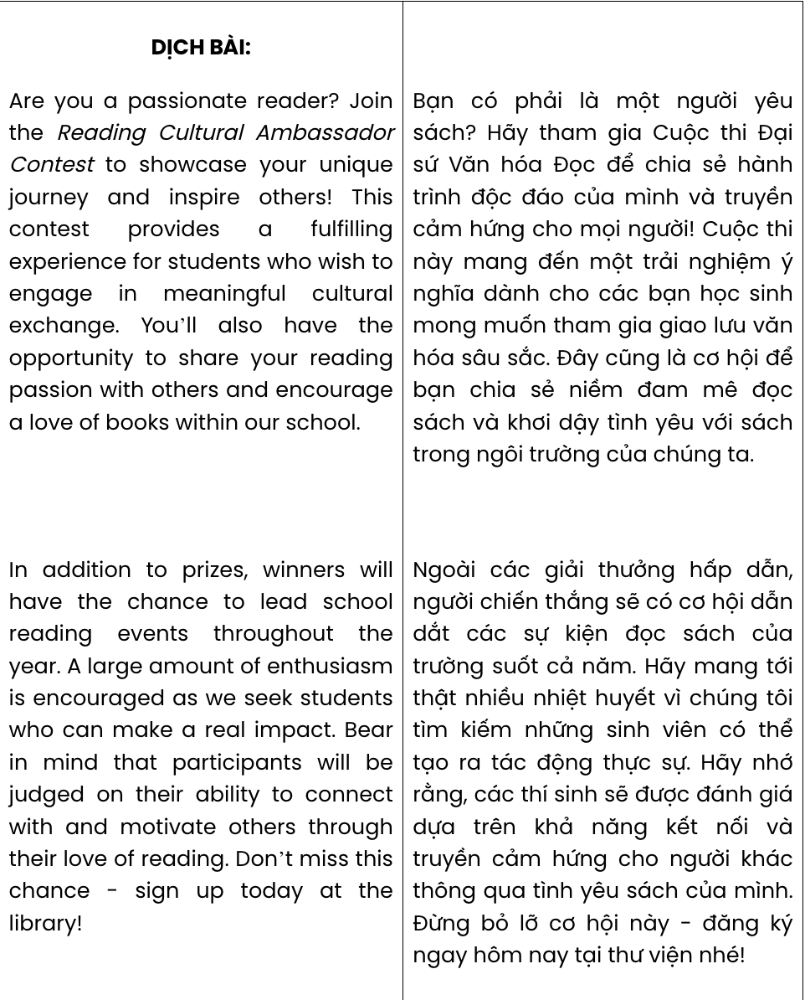 DỊCH BÀI:
Are you a passionate reader? Join
the Reading Cultural Ambassador
Contest to showcase your unique
journey and inspire others! This
contest provides a fulfilling
experience for students who wish to
engage in meaningful cultural
exchange. You’ll also have the
opportunity to share your reading
passion with others and encourage
a love of books within our school.
In addition to prizes, winners will
have the chance to lead school
reading events throughout the
year. A large amount of enthusiasm
is encouraged as we seek students
who can make a real impact. Bear
in mind that participants will be
judged on their ability to connect
with and motivate others through
their love of reading. Don’t miss this
chance - sign up today at the
library!
Bạn có phải là một người yêu
sách? Hãy tham gia Cuộc thi Đại
sứ Văn hóa Đọc để chia sẻ hành
trình độc đáo của mình và truyền
cảm hứng cho mọi người! Cuộc thi
này mang đến một trải nghiệm ý
nghĩa dành cho các bạn học sinh
mong muốn tham gia giao lưu văn
hóa sâu sắc. Đây cũng là cơ hội để
bạn chia sẻ niềm đam mê đọc
sách và khơi dậy tình yêu với sách
trong ngôi trường của chúng ta.
Ngoài các giải thưởng hấp dẫn,
người chiến thắng sẽ có cơ hội dẫn
dắt các sự kiện đọc sách của
trường suốt cả năm. Hãy mang tới
thật nhiều nhiệt huyết vì chúng tôi
tìm kiếm những sinh viên có thể
tạo ra tác động thực sự. Hãy nhớ
rằng, các thí sinh sẽ được đánh giá
dựa trên khả năng kết nối và
truyền cảm hứng cho người khác
thông qua tình yêu sách của mình.
Đừng bỏ lỡ cơ hội này - đăng ký
ngay hôm nay tại thư viện nhé!